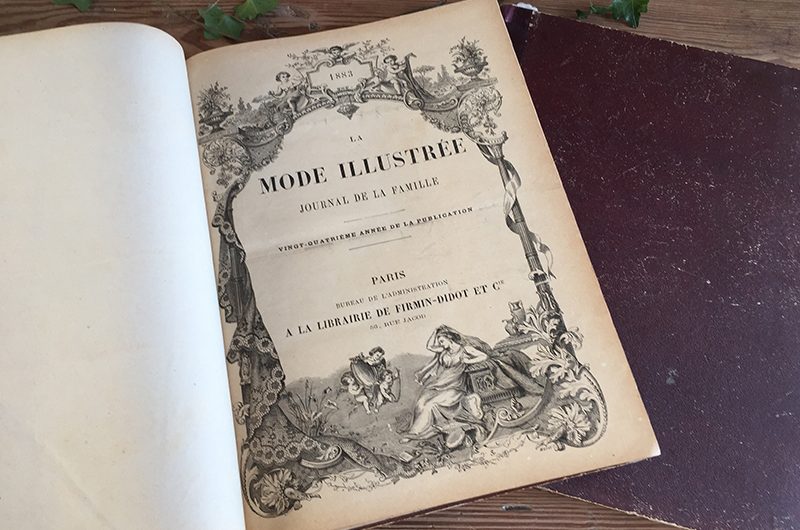 1883
LA
MODE ILLUSTRÉE
JOURNAL DE LA FAMILLE
VINGT-QUATRIÈME ANNÉE DE LA PUBLICATION
PARIS
BUREAU DE L'ADMINISTRATION
A LA LIBRAIRIE DE FIRMIN-DIDOT ET Cie
56, RUE JACOB